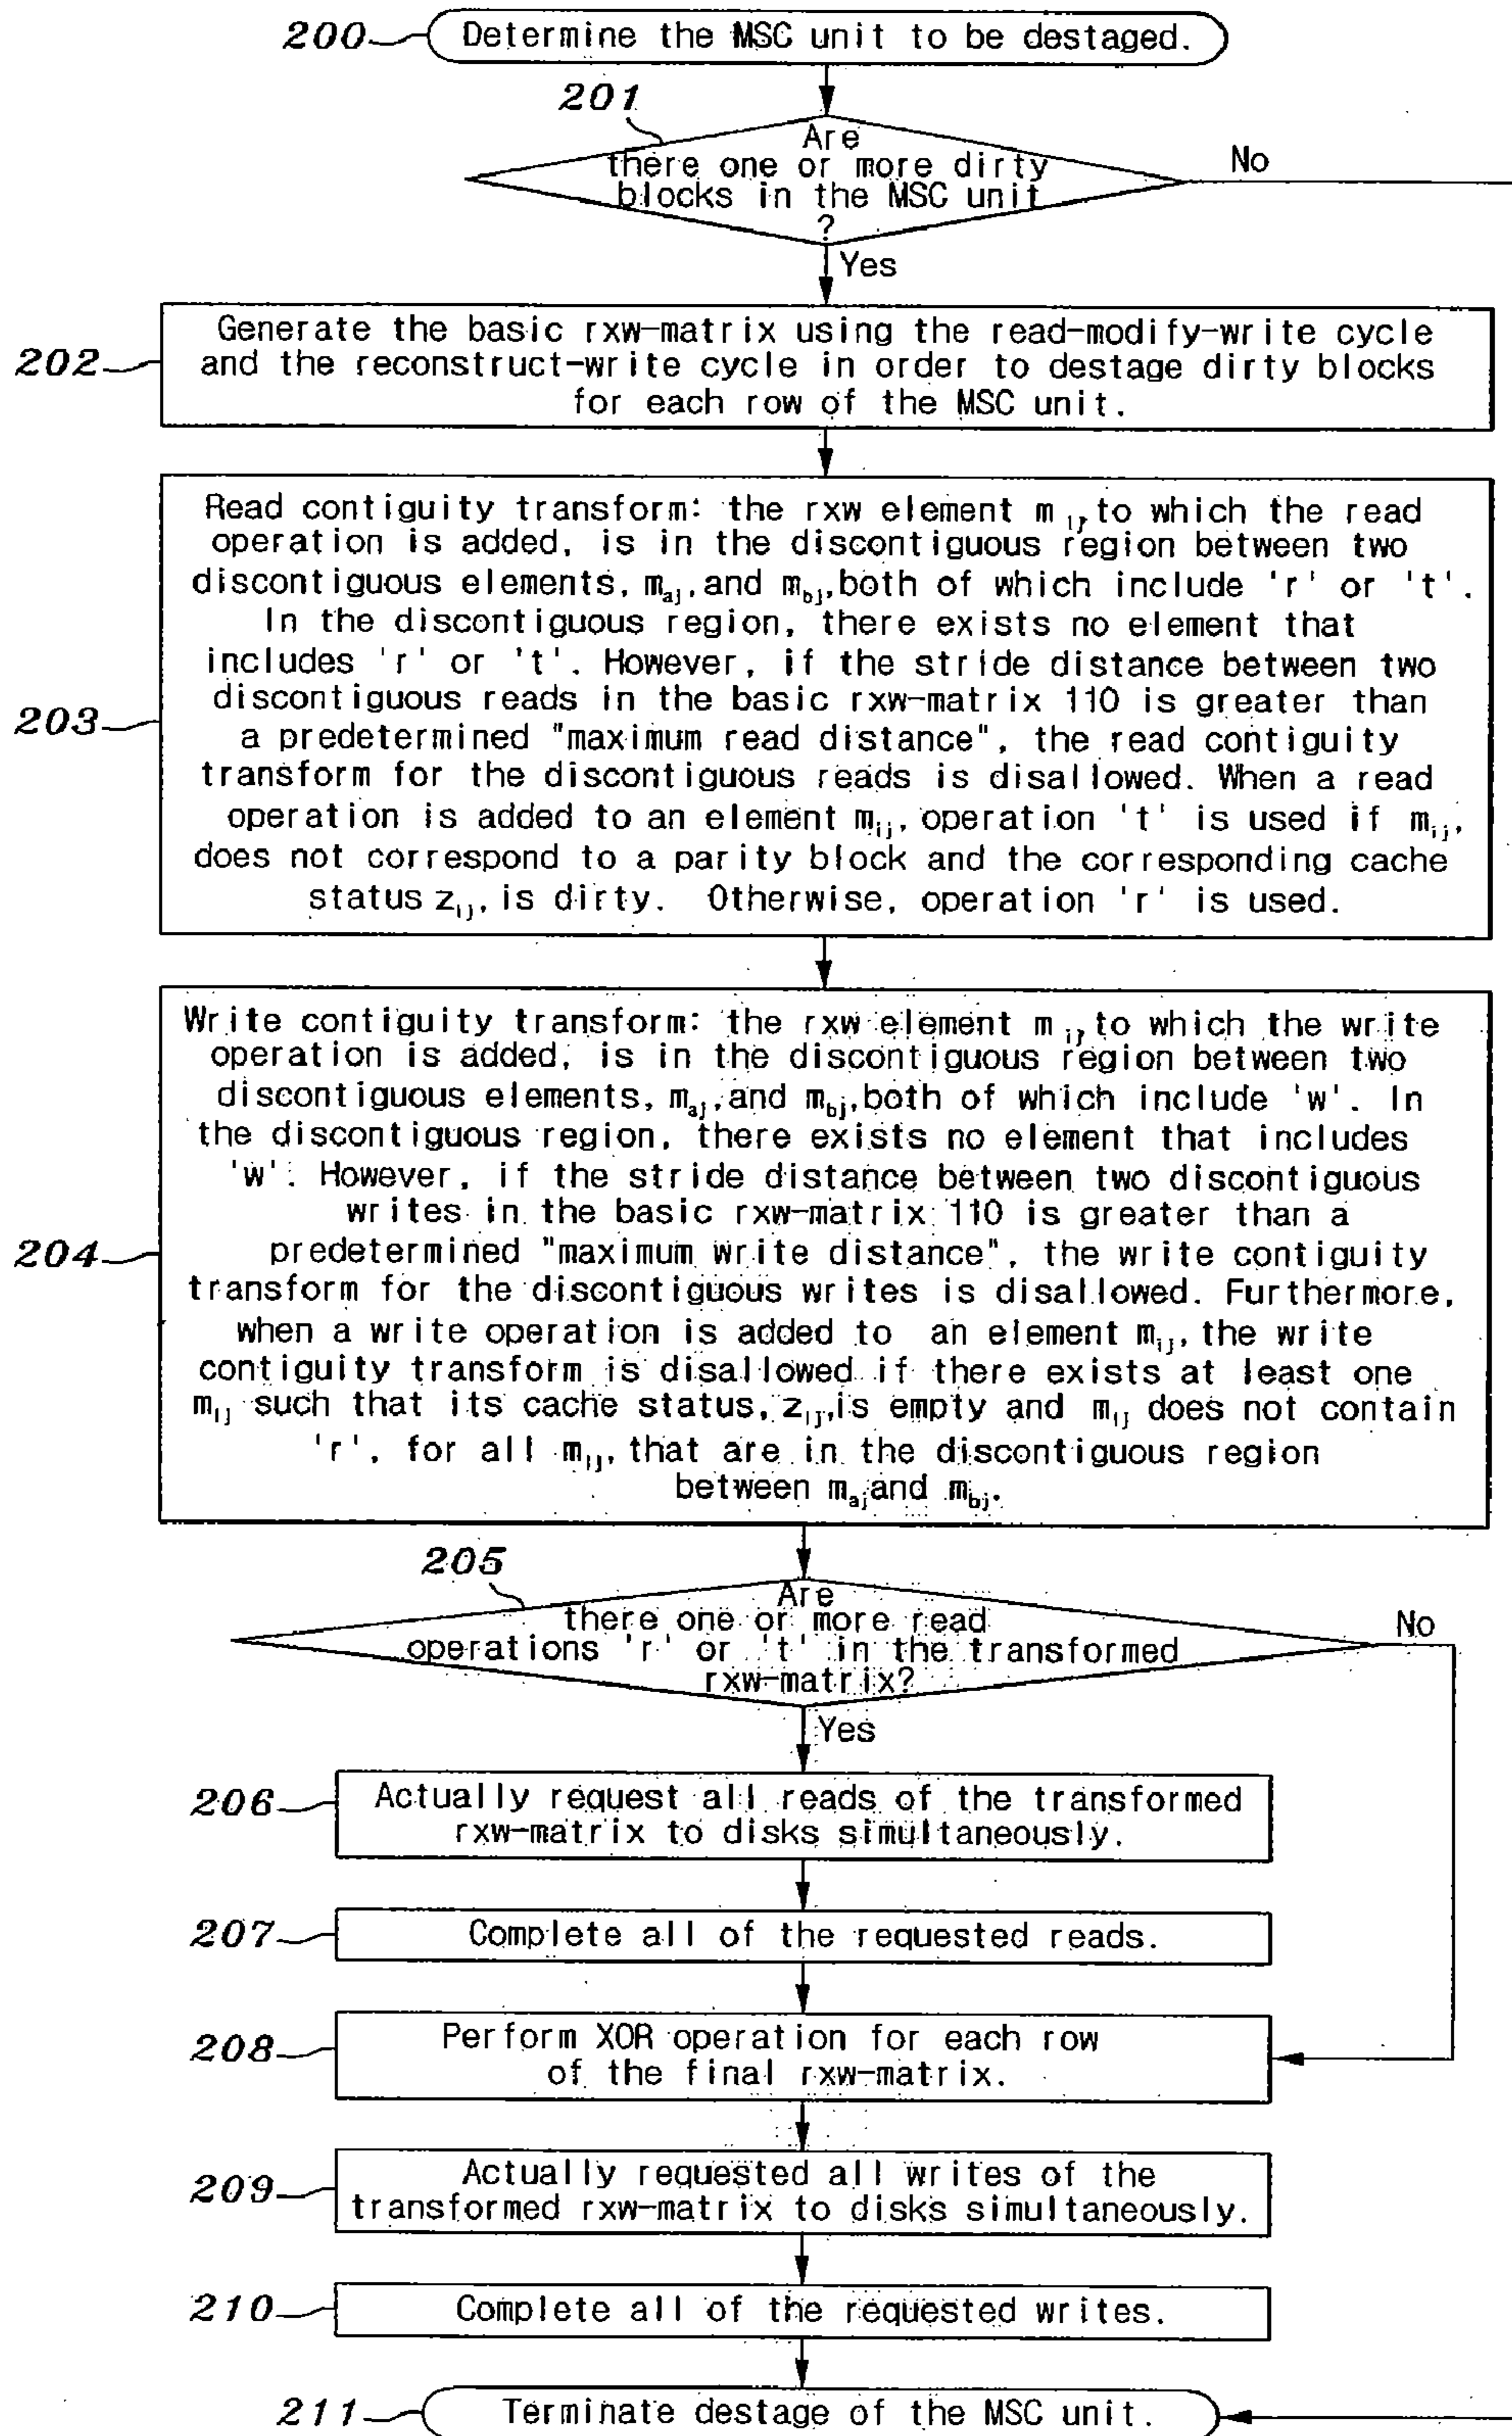 200 Determine the MSC unit to be destaged.
201
Are
there one or more dirty
blocks in the MSC unit
?
No
Yes
202
Generate the basic rxw-matrix using the read-modify-write cycle
and the reconstruct-write cycle in order to destage dirty blocks
for each row of the MSC unit.
203
Read contiguity transform: the rxw element m ij, to which the read
operation is added, is in the discontiguous region between two
discontiguous elements, maj, and mbj, both of which include 'r' or 't'.
In the discontiguous region, there exists no element that
includes 'r' or 't'. However, if the stride distance between two
discontiguous reads in the basic rxw-matrix 110 is greater than
a predetermined "maximum read distance", the read contiguity
transform for the discontiguous reads is disallowed. When a read
operation is added to an element mij, operation 't' is used if mij,
does not correspond to a parity block and the corresponding cache
status zij, is dirty. Otherwise, operation 'r' is used.
204
Write contiguity transform: the rxw element m ij, to which the write
operation is added, is in the discontiguous region between two
discontiguous elements, maj, and mbj, both of which include 'w'. In
the discontiguous region, there exists no element that includes
'w'. However, if the stride distance between two discontiguous
writes in the basic rxw-matrix 110 is greater than a
predetermined "maximum write distance", the write contiguity
transform for the discontiguous writes is disallowed. Furthermore,
when a write operation is added to an element mij, the write
contiguity transform is disallowed if there exists at least one
mij such that its cache status, zij, is empty and mij does not contain
'r', for all mij, that are in the discontiguous region
between maj and mbj.
205
Are
there one or more read
operations 'r' or 't' in the transformed
rxw-matrix?
No
Yes
206
Actually request all reads of the transformed
rxw-matrix to disks simultaneously.
207 Complete all of the requested reads.
208
Perform XOR operation for each row
of the final rxw-matrix.
209
Actually requested all writes of the
transformed rxw-matrix to disks simultaneously.
210 Complete all of the requested writes.
211 Terminate destage of the MSC unit.